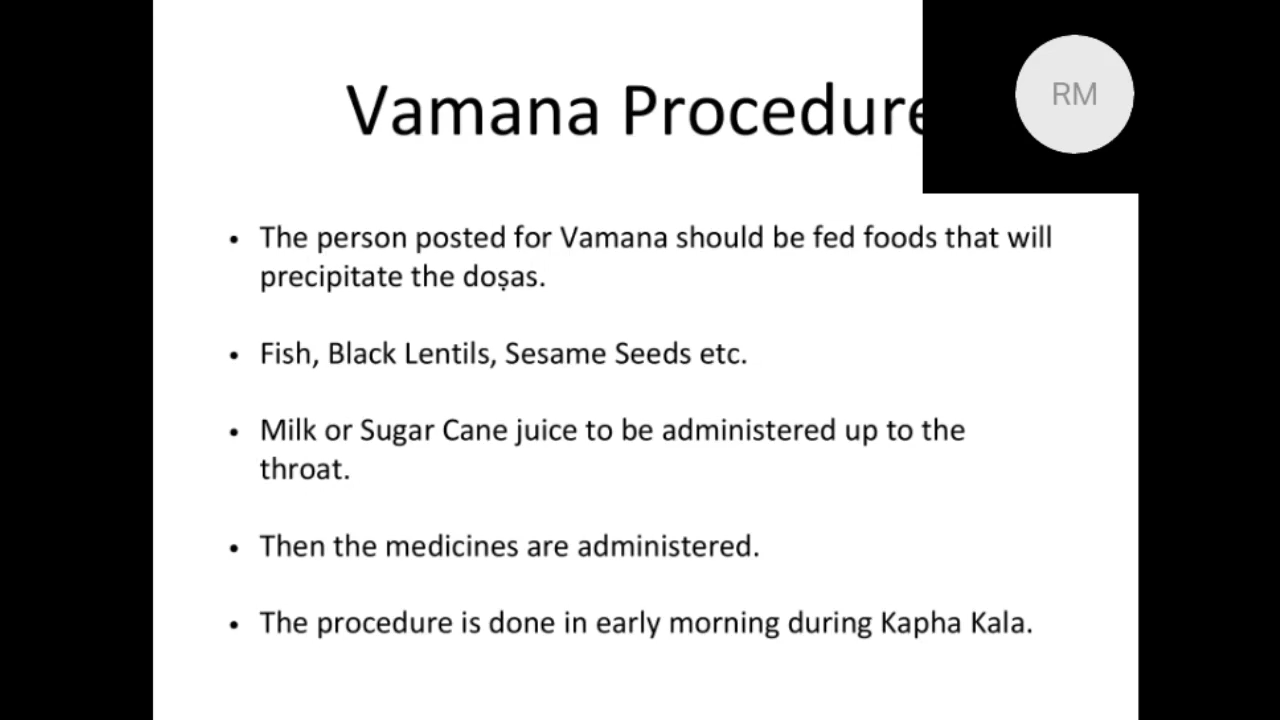 Vamana Procedure
RM
• The person posted for Vamana should be fed foods that will
precipitate the doṣas.
• Fish, Black Lentils, Sesame Seeds etc.
• Milk or Sugar Cane juice to be administered up to the
throat.
• Then the medicines are administered.
• The procedure is done in early morning during Kapha Kala.